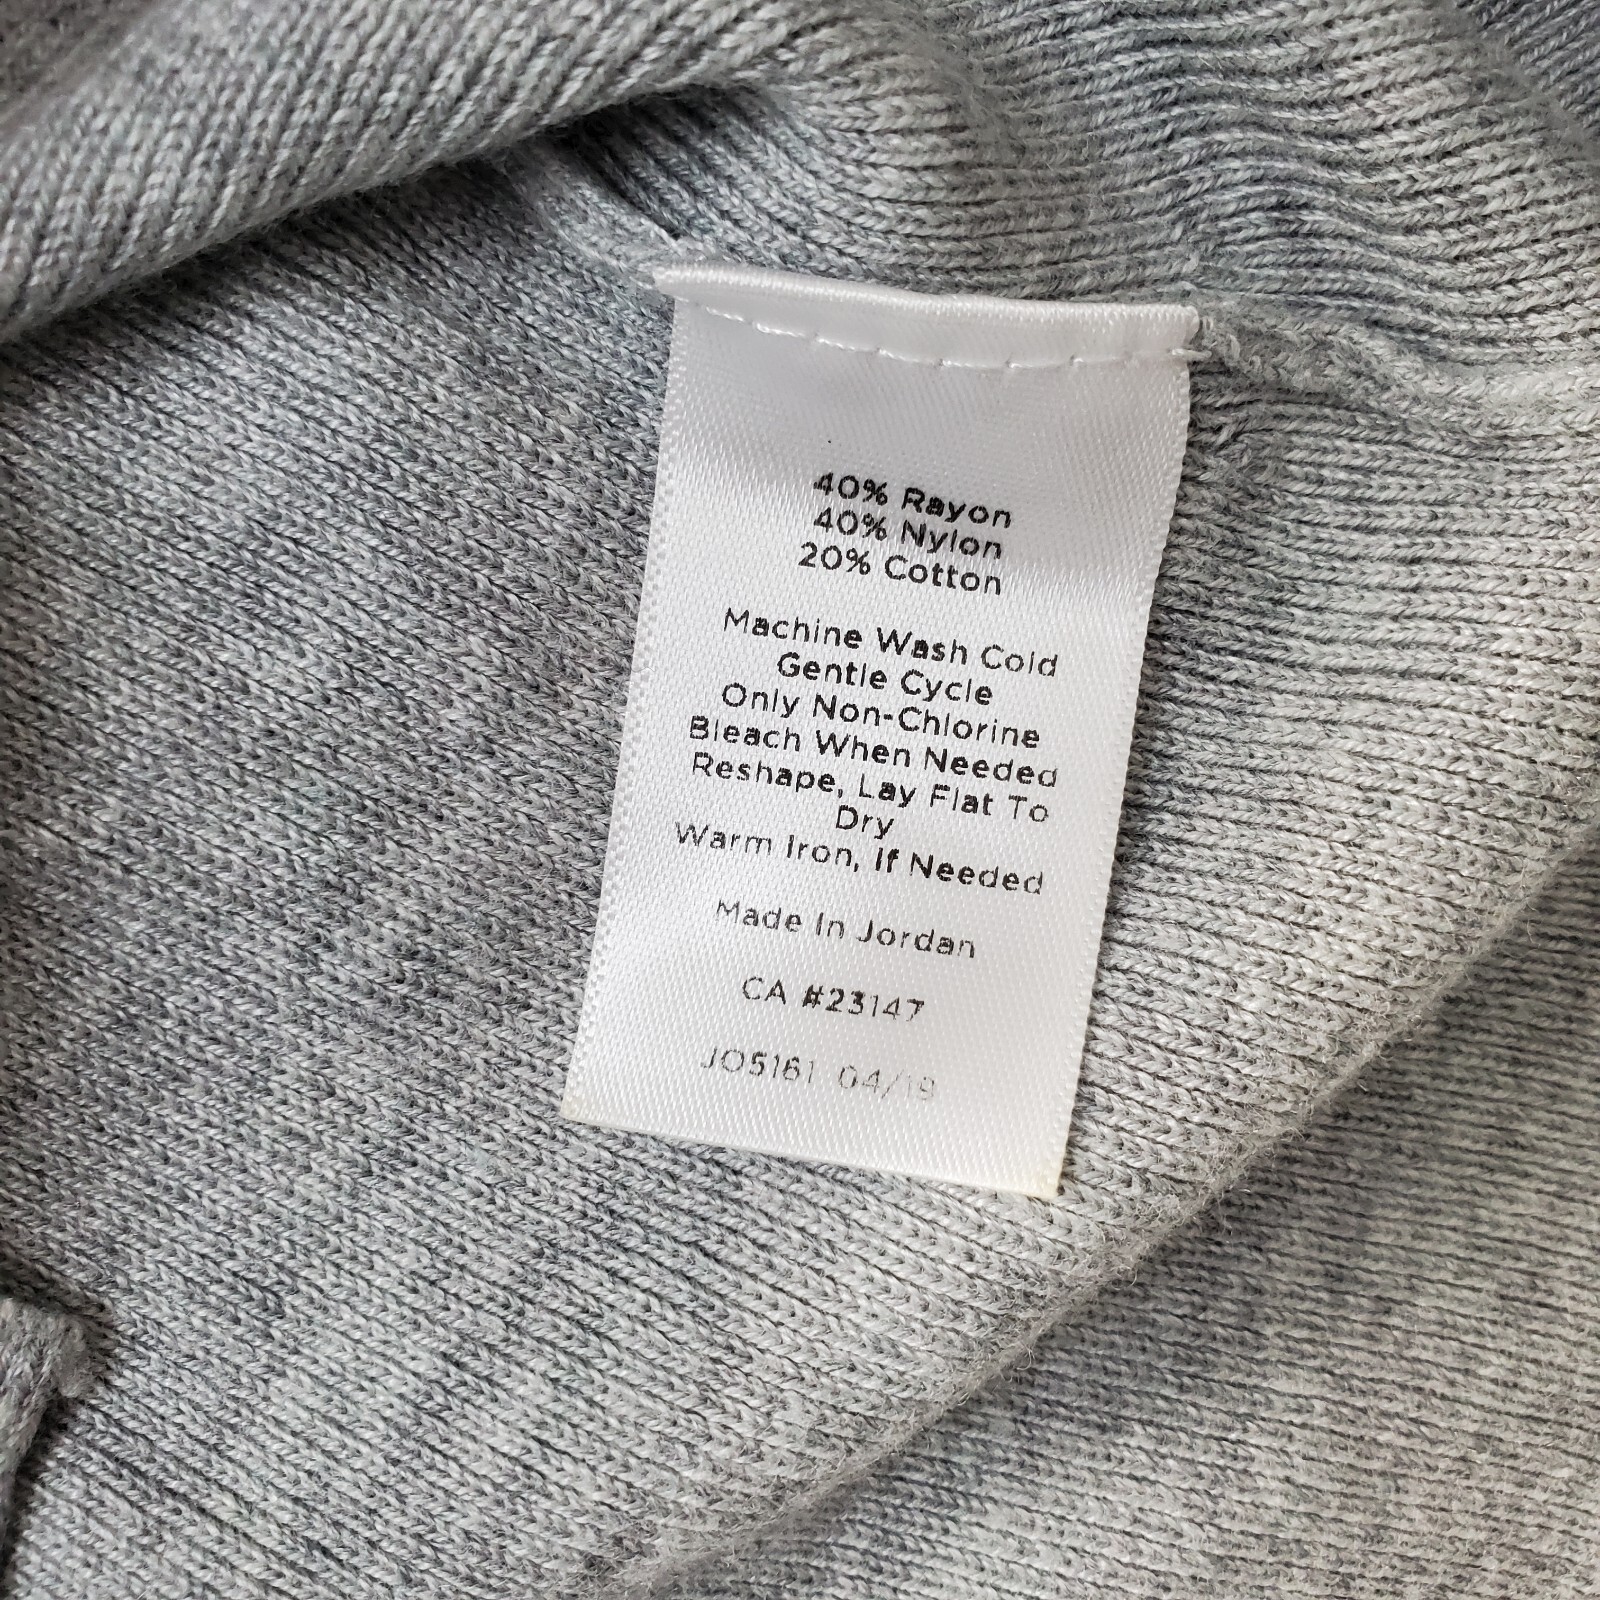 40% Rayon
40% Nylon
20% Cotton
Machine Wash Cold
Gentle Cycle
Only Non-Chlorine
Bleach When Needed
Reshape, Lay Flat To
Dry
Warm Iron, If Needed
Made In Jordan
CA #23147
JO5161 04/19